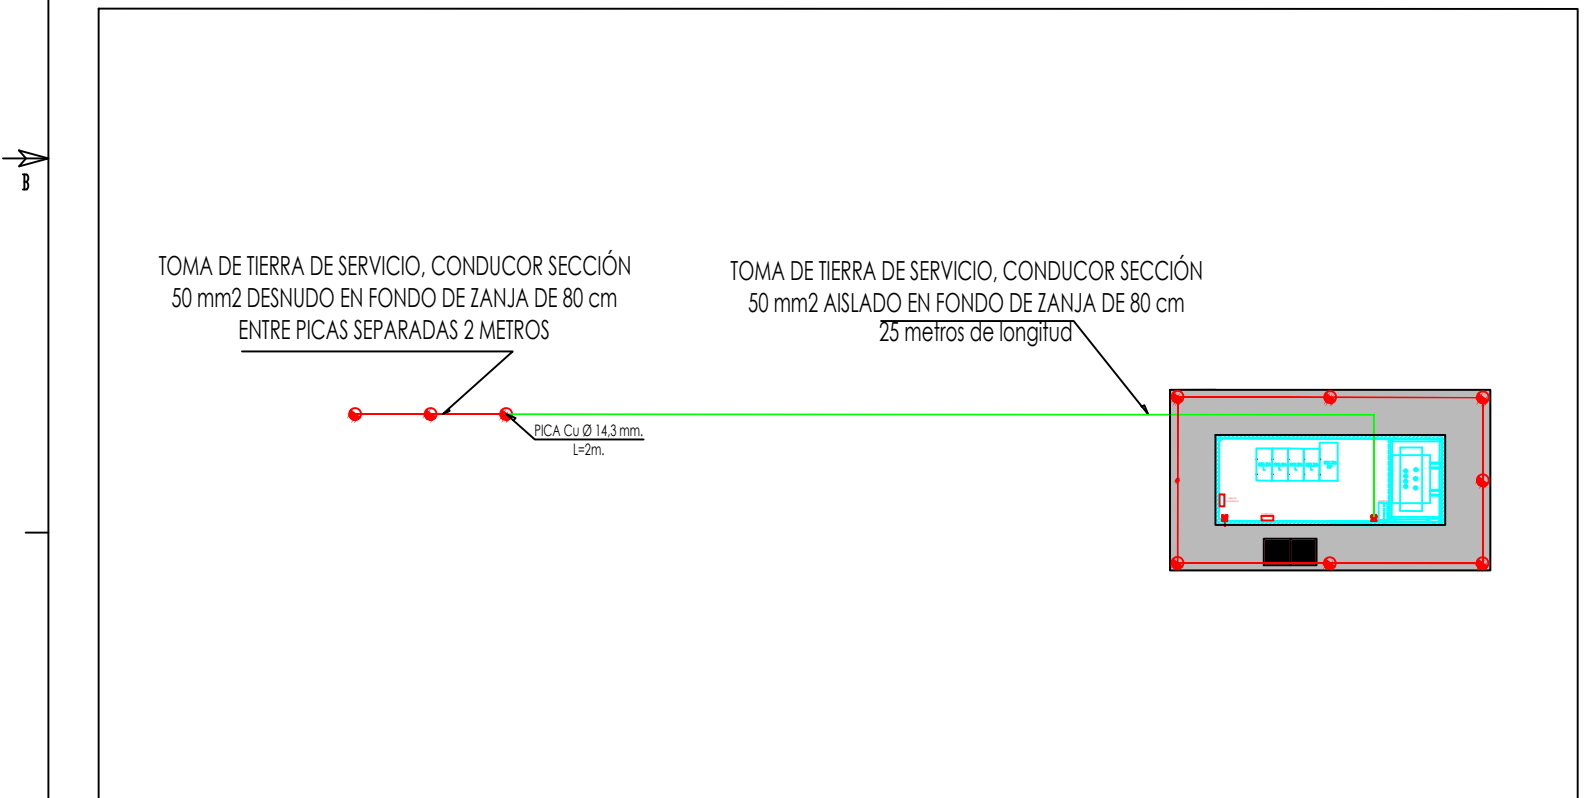 TOMA DE TIERRA DE SERVICIO, CONDUCOR SECCIÓN
50 mm2 DESNUDO EN FONDO DE ZANJA DE 80 cm
ENTRE PICAS SEPARADAS 2 METROS
TOMA DE TIERRA DE SERVICIO, CONDUCOR SECCIÓN
50 mm2 AISLADO EN FONDO DE ZANJA DE 80 cm
25 metros de longitud
B
PICA Cu Ø 14,3 mm.
L=2m.